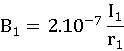 B₁ = 2.10⁻⁷ I₁/r₁